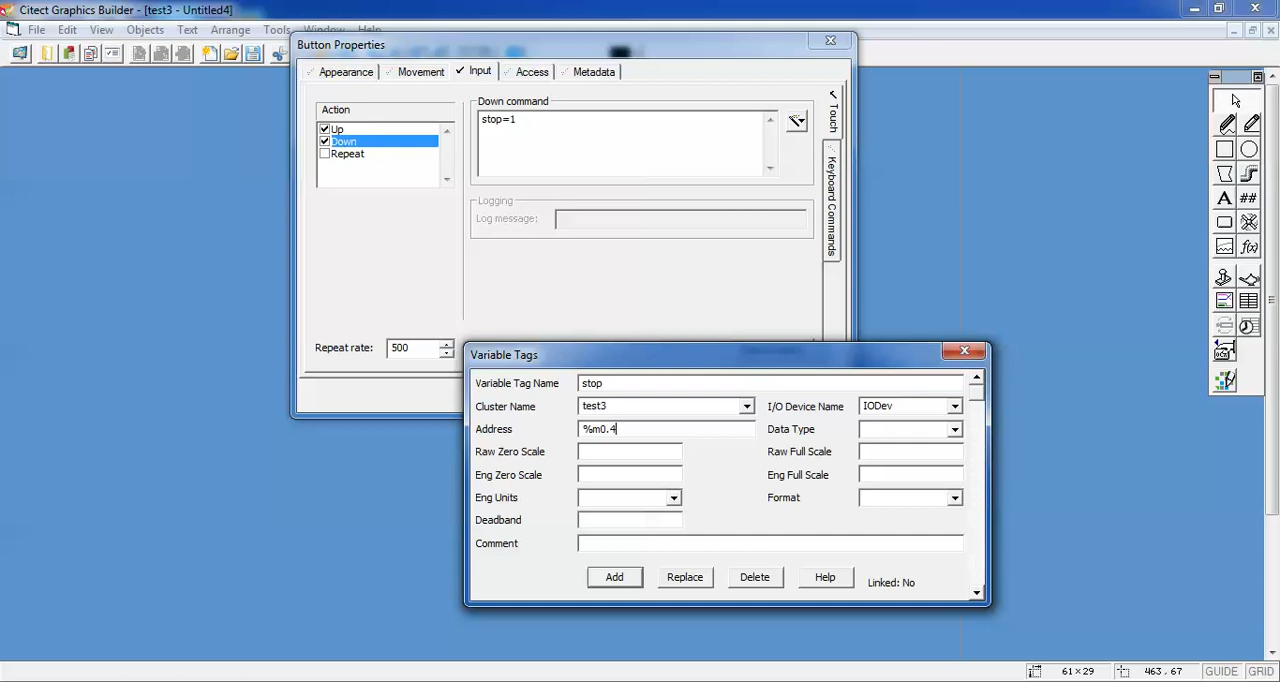 Citect Graphics Builder - [test3 - Untitled4]
File Edit View Objects Text Arrange Tools Window Help
Button Properties
Appearance Movement Input Access Metadata
Action
Up
Down
Repeat
Down command
stop=1
Logging
Log message:
Touch
Keyboard Commands
Repeat rate: 500
Variable Tags
Variable Tag Name stop
Cluster Name test3 I/O Device Name IODev
Address %m0.4 Data Type
Raw Zero Scale Raw Full Scale
Eng Zero Scale Eng Full Scale
Eng Units Format
Deadband
Comment
Add Replace Delete Help Linked: No
A ##
f(x)
61 x 29 463, 67 GUIDE GRID